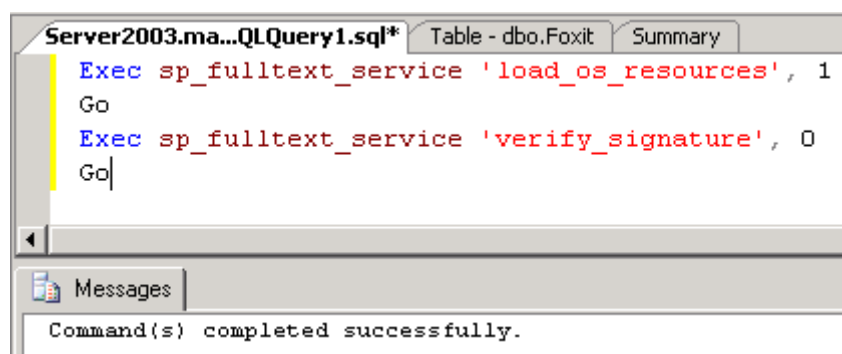 Server2003.ma...QLQuery1.sql* Table - dbo.Foxit Summary
Exec sp_fulltext_service 'load_os_resources', 1
Go
Exec sp_fulltext_service 'verify_signature', 0
Go
Messages
Command(s) completed successfully.